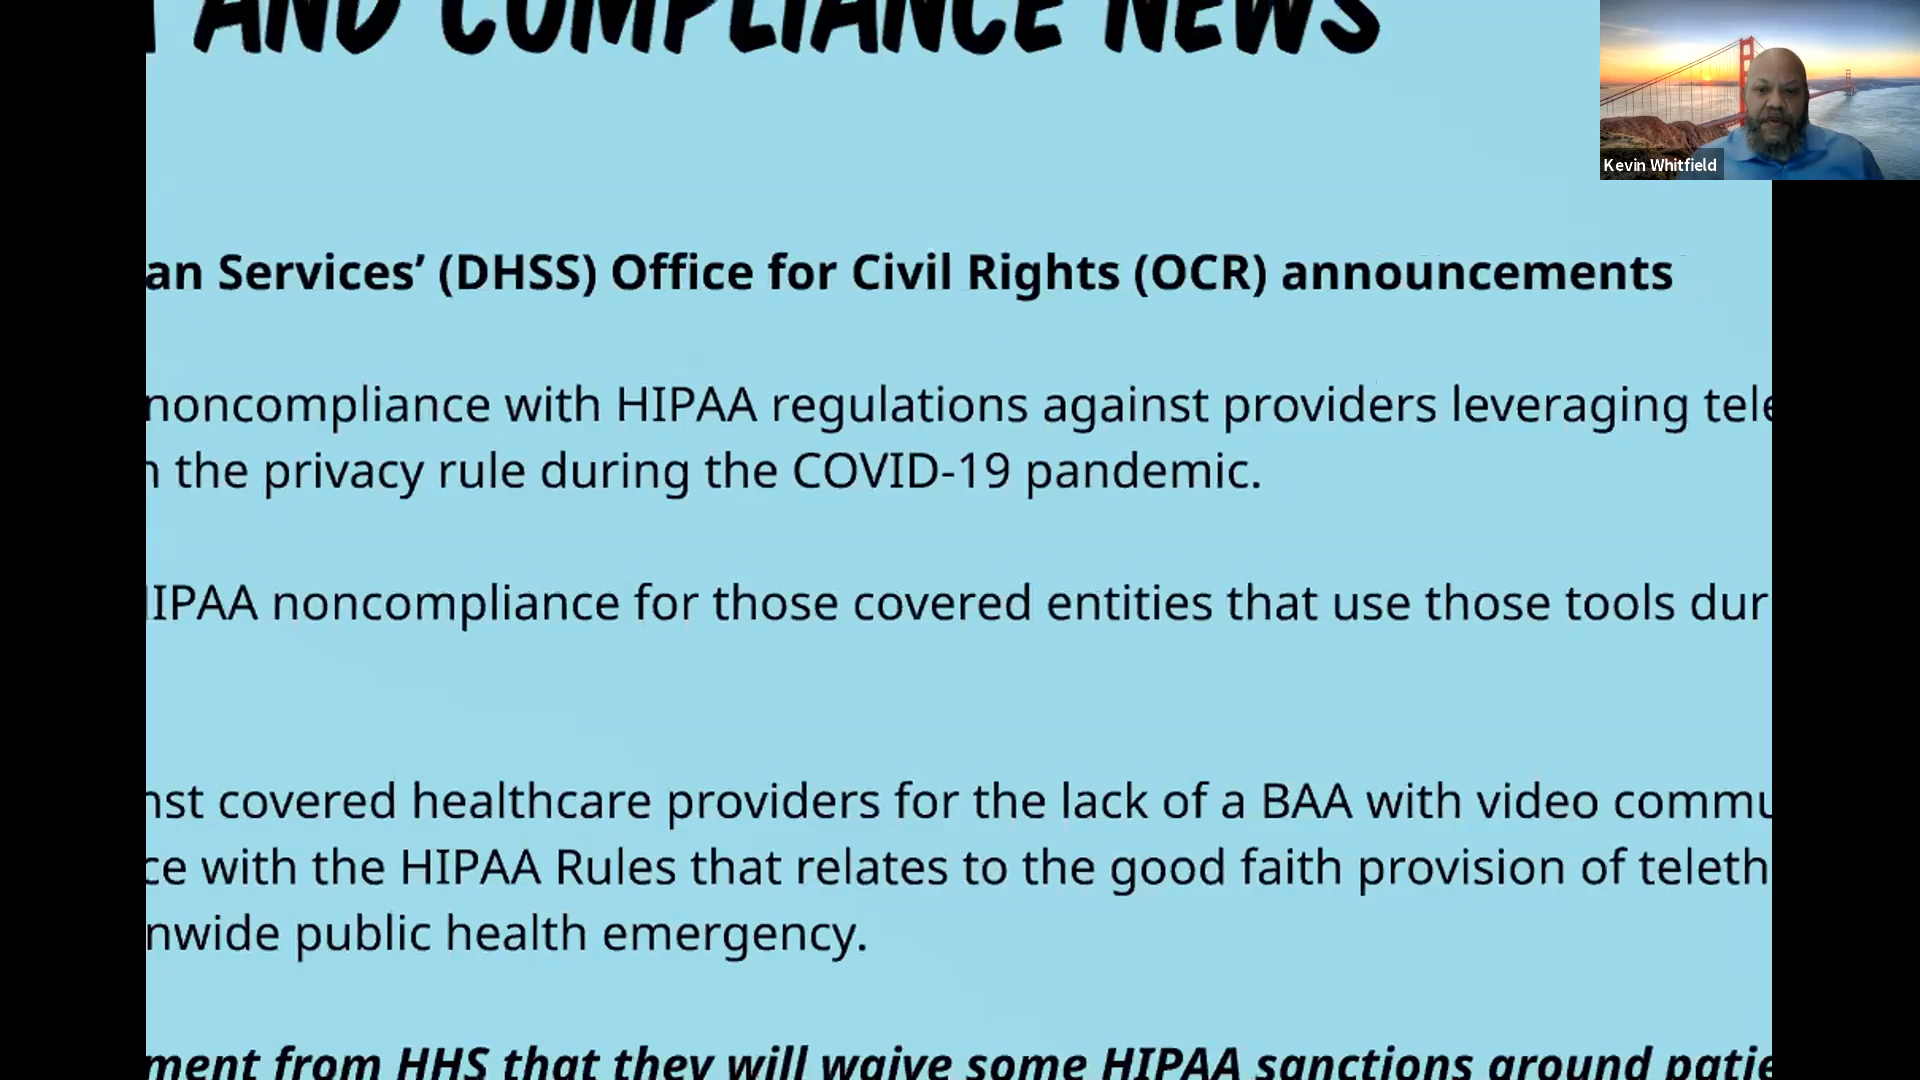 AND COMPLIANCE NEWS
Kevin Whitfield
an Services’ (DHSS) Office for Civil Rights (OCR) announcements
noncompliance with HIPAA regulations against providers leveraging tele
the privacy rule during the COVID-19 pandemic.
IPAA noncompliance for those covered entities that use those tools dur
nst covered healthcare providers for the lack of a BAA with video commu
ce with the HIPAA Rules that relates to the good faith provision of teleth
nwide public health emergency.
ment from HHS that they will waive some HIPAA sanctions around patie